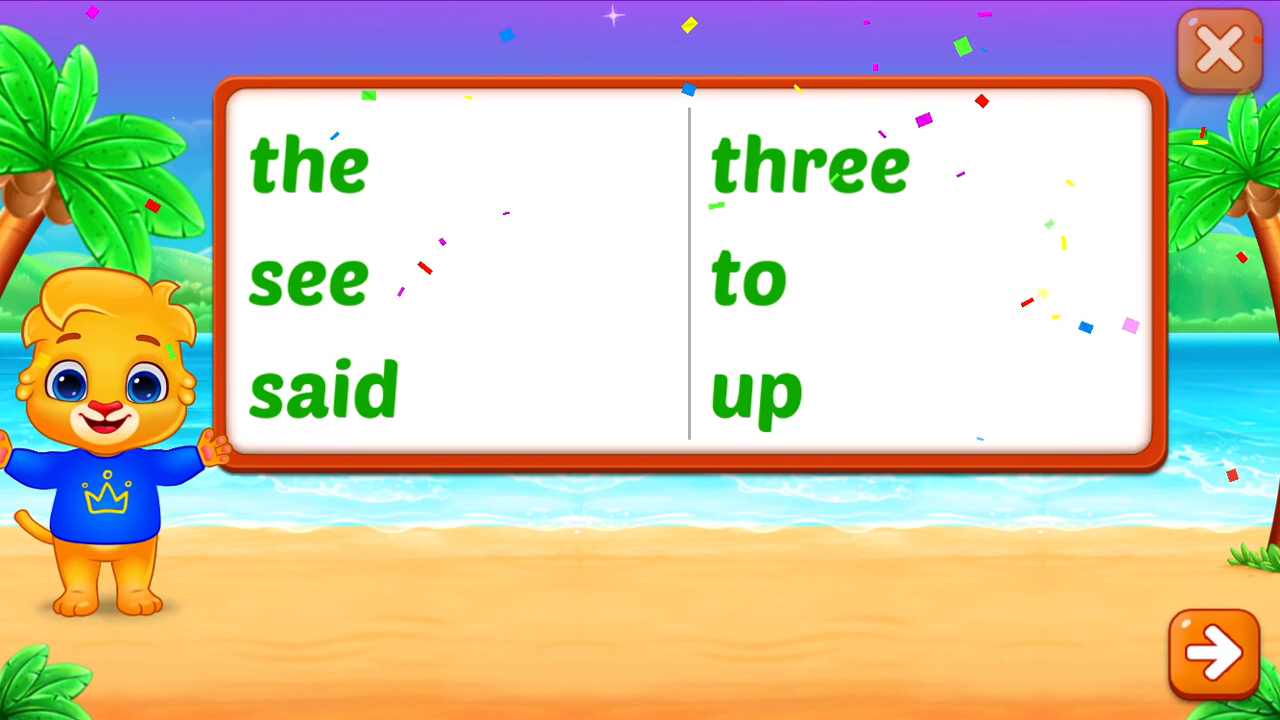 the
see
said
three
to
up